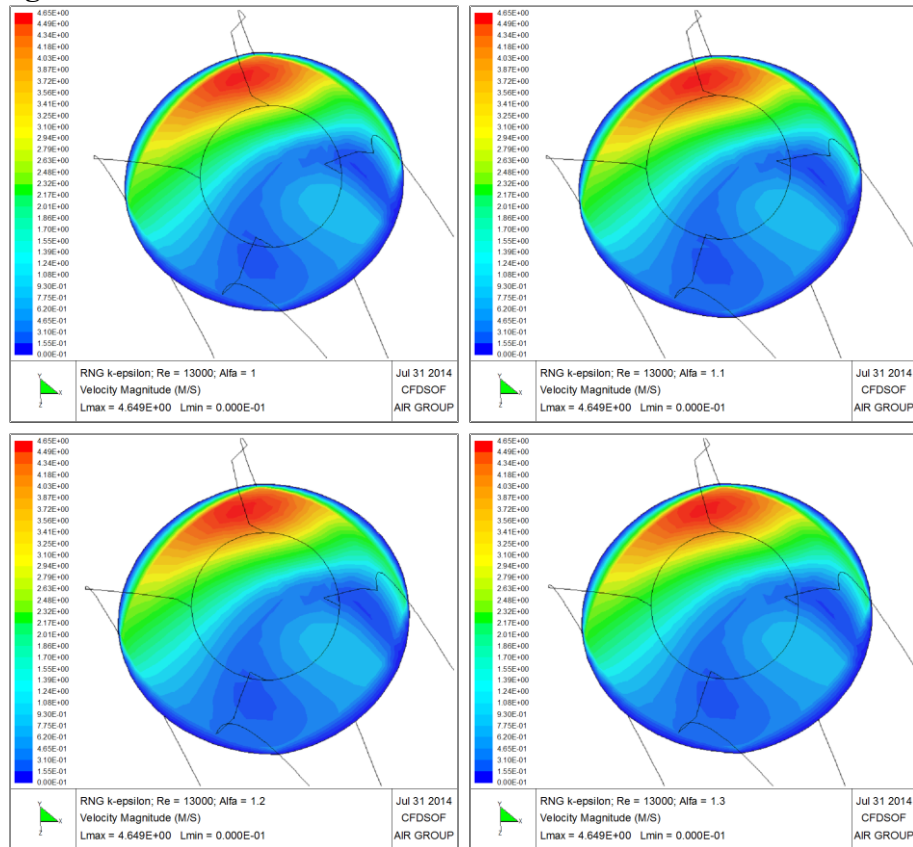 4.65E+00
4.49E+00
4.34E+00
4.18E+00
4.03E+00
3.87E+00
3.72E+00
3.56E+00
3.41E+00
3.25E+00
3.10E+00
2.94E+00
2.79E+00
2.63E+00
2.48E+00
2.32E+00
2.17E+00
2.01E+00
1.86E+00
1.70E+00
1.55E+00
1.39E+00
1.24E+00
1.08E+00
9.30E-01
7.75E-01
6.20E-01
4.65E-01
3.10E-01
1.55E-01
0.00E-01
Y
X
Z
RNG k-epsilon; Re = 13000; Alfa = 1
Velocity Magnitude (M/S)
Lmax = 4.649E+00 Lmin = 0.000E-01
Jul 31 2014
CFDSOF
AIR GROUP
4.65E+00
4.49E+00
4.34E+00
4.18E+00
4.03E+00
3.87E+00
3.72E+00
3.56E+00
3.41E+00
3.25E+00
3.10E+00
2.94E+00
2.79E+00
2.63E+00
2.48E+00
2.32E+00
2.17E+00
2.01E+00
1.86E+00
1.70E+00
1.55E+00
1.39E+00
1.24E+00
1.08E+00
9.30E-01
7.75E-01
6.20E-01
4.65E-01
3.10E-01
1.55E-01
0.00E-01
Y
X
Z
RNG k-epsilon; Re = 13000; Alfa = 1.1
Velocity Magnitude (M/S)
Lmax = 4.649E+00 Lmin = 0.000E-01
Jul 31 2014
CFDSOF
AIR GROUP
4.65E+00
4.49E+00
4.34E+00
4.18E+00
4.03E+00
3.87E+00
3.72E+00
3.56E+00
3.41E+00
3.25E+00
3.10E+00
2.94E+00
2.79E+00
2.63E+00
2.48E+00
2.32E+00
2.17E+00
2.01E+00
1.86E+00
1.70E+00
1.55E+00
1.39E+00
1.24E+00
1.08E+00
9.30E-01
7.75E-01
6.20E-01
4.65E-01
3.10E-01
1.55E-01
0.00E-01
Y
X
Z
RNG k-epsilon; Re = 13000; Alfa = 1.2
Velocity Magnitude (M/S)
Lmax = 4.649E+00 Lmin = 0.000E-01
Jul 31 2014
CFDSOF
AIR GROUP
4.65E+00
4.49E+00
4.34E+00
4.18E+00
4.03E+00
3.87E+00
3.72E+00
3.56E+00
3.41E+00
3.25E+00
3.10E+00
2.94E+00
2.79E+00
2.63E+00
2.48E+00
2.32E+00
2.17E+00
2.01E+00
1.86E+00
1.70E+00
1.55E+00
1.39E+00
1.24E+00
1.08E+00
9.30E-01
7.75E-01
6.20E-01
4.65E-01
3.10E-01
1.55E-01
0.00E-01
Y
X
Z
RNG k-epsilon; Re = 13000; Alfa = 1.3
Velocity Magnitude (M/S)
Lmax = 4.649E+00 Lmin = 0.000E-01
Jul 31 2014
CFDSOF
AIR GROUP